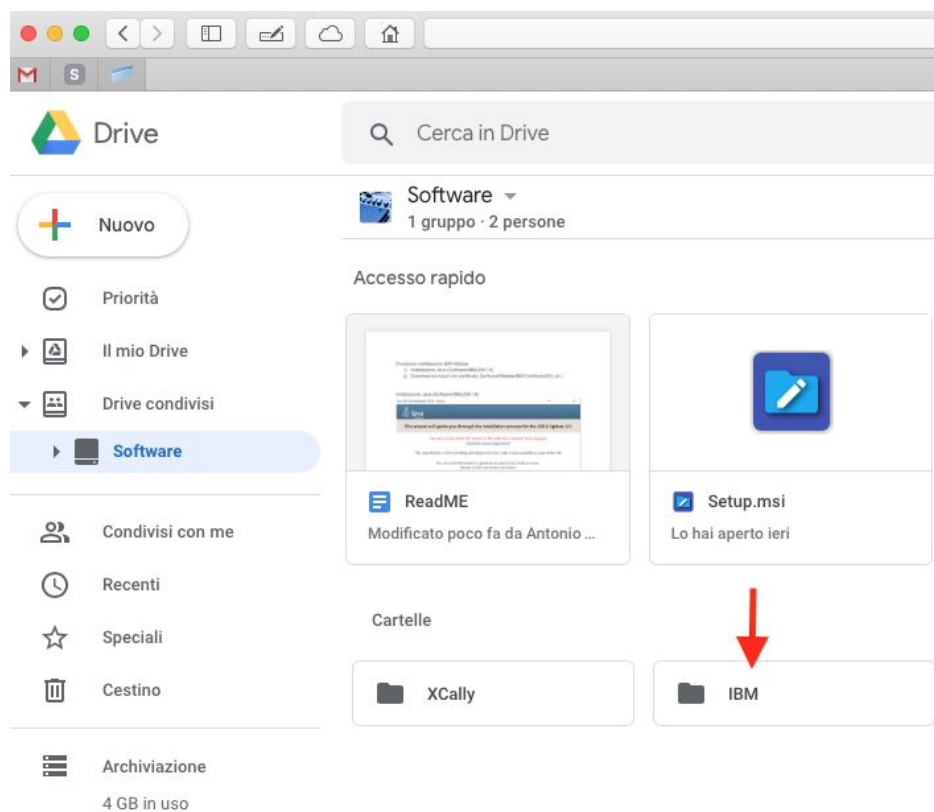 M S
Drive
Cerca in Drive
Nuovo
Software
1 gruppo · 2 persone
Accesso rapido
Priorità
Il mio Drive
Drive condivisi
Software
Condivisi con me
Recenti
Speciali
Cestino
Archiviazione
4 GB in uso
ReadME
Modificato poco fa da Antonio ...
Setup.msi
Lo hai aperto ieri
Cartelle
XCally
IBM